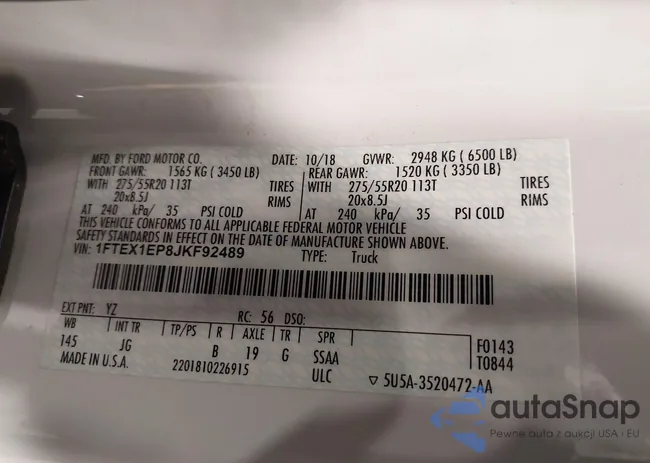 MFD. BY FORD MOTOR CO. DATE: 10/18 GVWR: 2948 KG ( 6500 LB)
FRONT GAWR: 1565 KG ( 3450 LB) REAR GAWR: 1520 KG ( 3350 LB)
WITH 275/55R20 113T TIRES WITH 275/55R20 113T TIRES
20x8.5J RIMS 20x8.5J RIMS
AT 240 kPa/ 35 PSI COLD AT 240 kPa/ 35 PSI COLD
THIS VEHICLE CONFORMS TO ALL APPLICABLE FEDERAL MOTOR VEHICLE
SAFETY STANDARDS IN EFFECT ON THE DATE OF MANUFACTURE SHOWN ABOVE.
VIN: 1FTEX1EP8JKF92489 TYPE: Truck
EXT PNT: YZ RC: 56 DSO:
WB INT TR TP/PS R AXLE TR SPR F0143
145 JG B 19 G SSAA T0844
MADE IN U.S.A. 2201810226915 ULC ▽ 5U5A-3520472-AA
autaSnap
Pewne auta z aukcji USA i EU